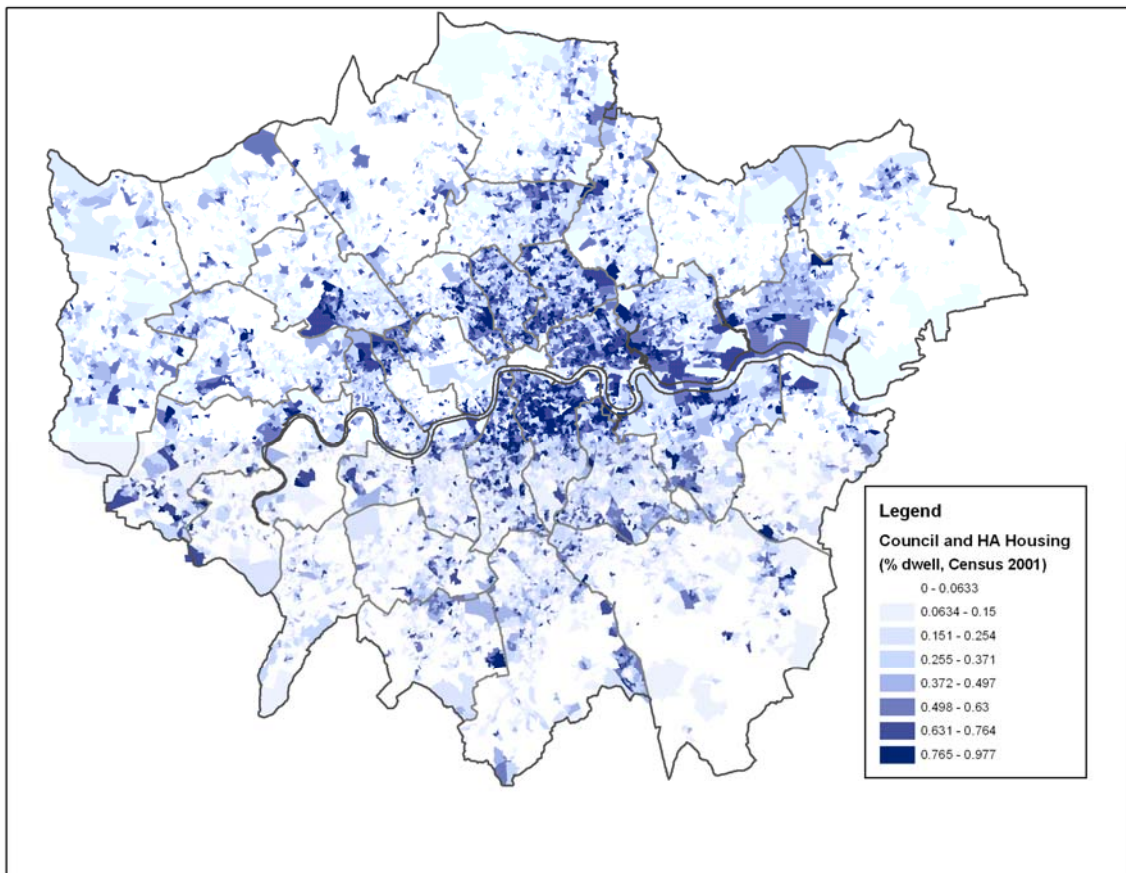 Legend
Council and HA Housing
(% dwell, Census 2001)
0 - 0.0633
0.0634 - 0.15
0.151 - 0.254
0.255 - 0.371
0.372 - 0.497
0.498 - 0.63
0.631 - 0.764
0.765 - 0.977